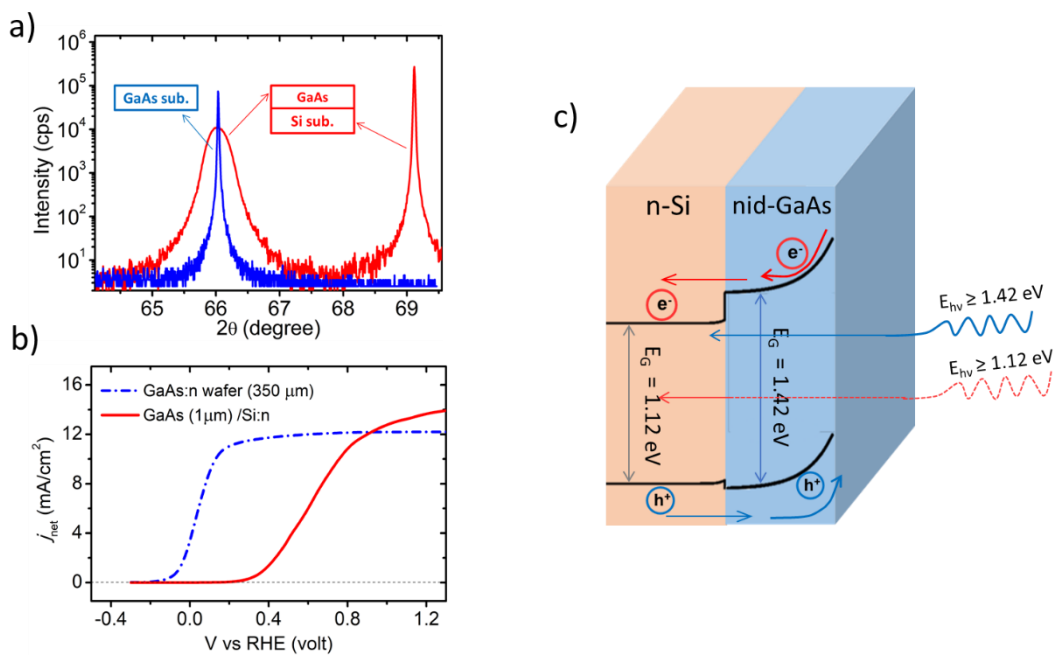 a)
10⁶
10⁵
10⁴
10³
10²
10¹
Intensity (cps)
GaAs sub.
GaAs
Si sub.
65 66 67 68 69
2θ (degree)
b)
16
12
8
4
0
j_net (mA/cm²)
GaAs:n wafer (350 µm)
GaAs (1µm) /Si:n
-0.4 0.0 0.4 0.8 1.2
V vs RHE (volt)
c)
n-Si nid-GaAs
e⁻
e⁻
E_hν ≥ 1.42 eV
E_hν ≥ 1.12 eV
E_G = 1.12 eV
E_G = 1.42 eV
h⁺
h⁺